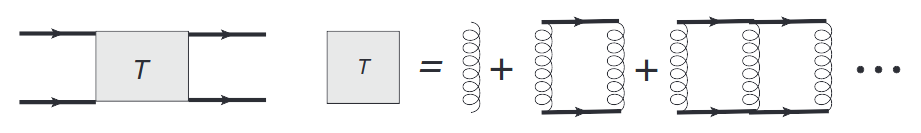 T T = + + ...